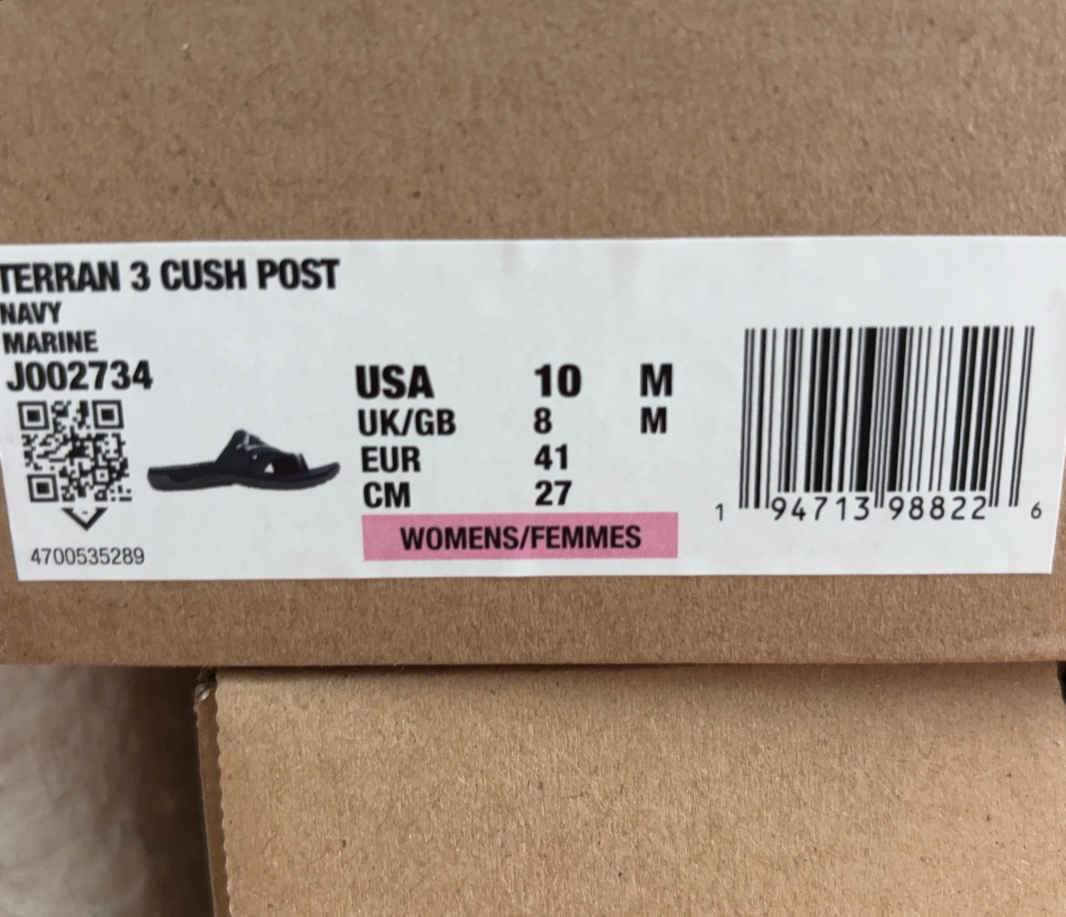 TERRAN 3 CUSH POST
NAVY
MARINE
J002734
4700535289
USA 10 M
UK/GB 8 M
EUR 41
CM 27
WOMENS/FEMMES
1 94713 98822 6